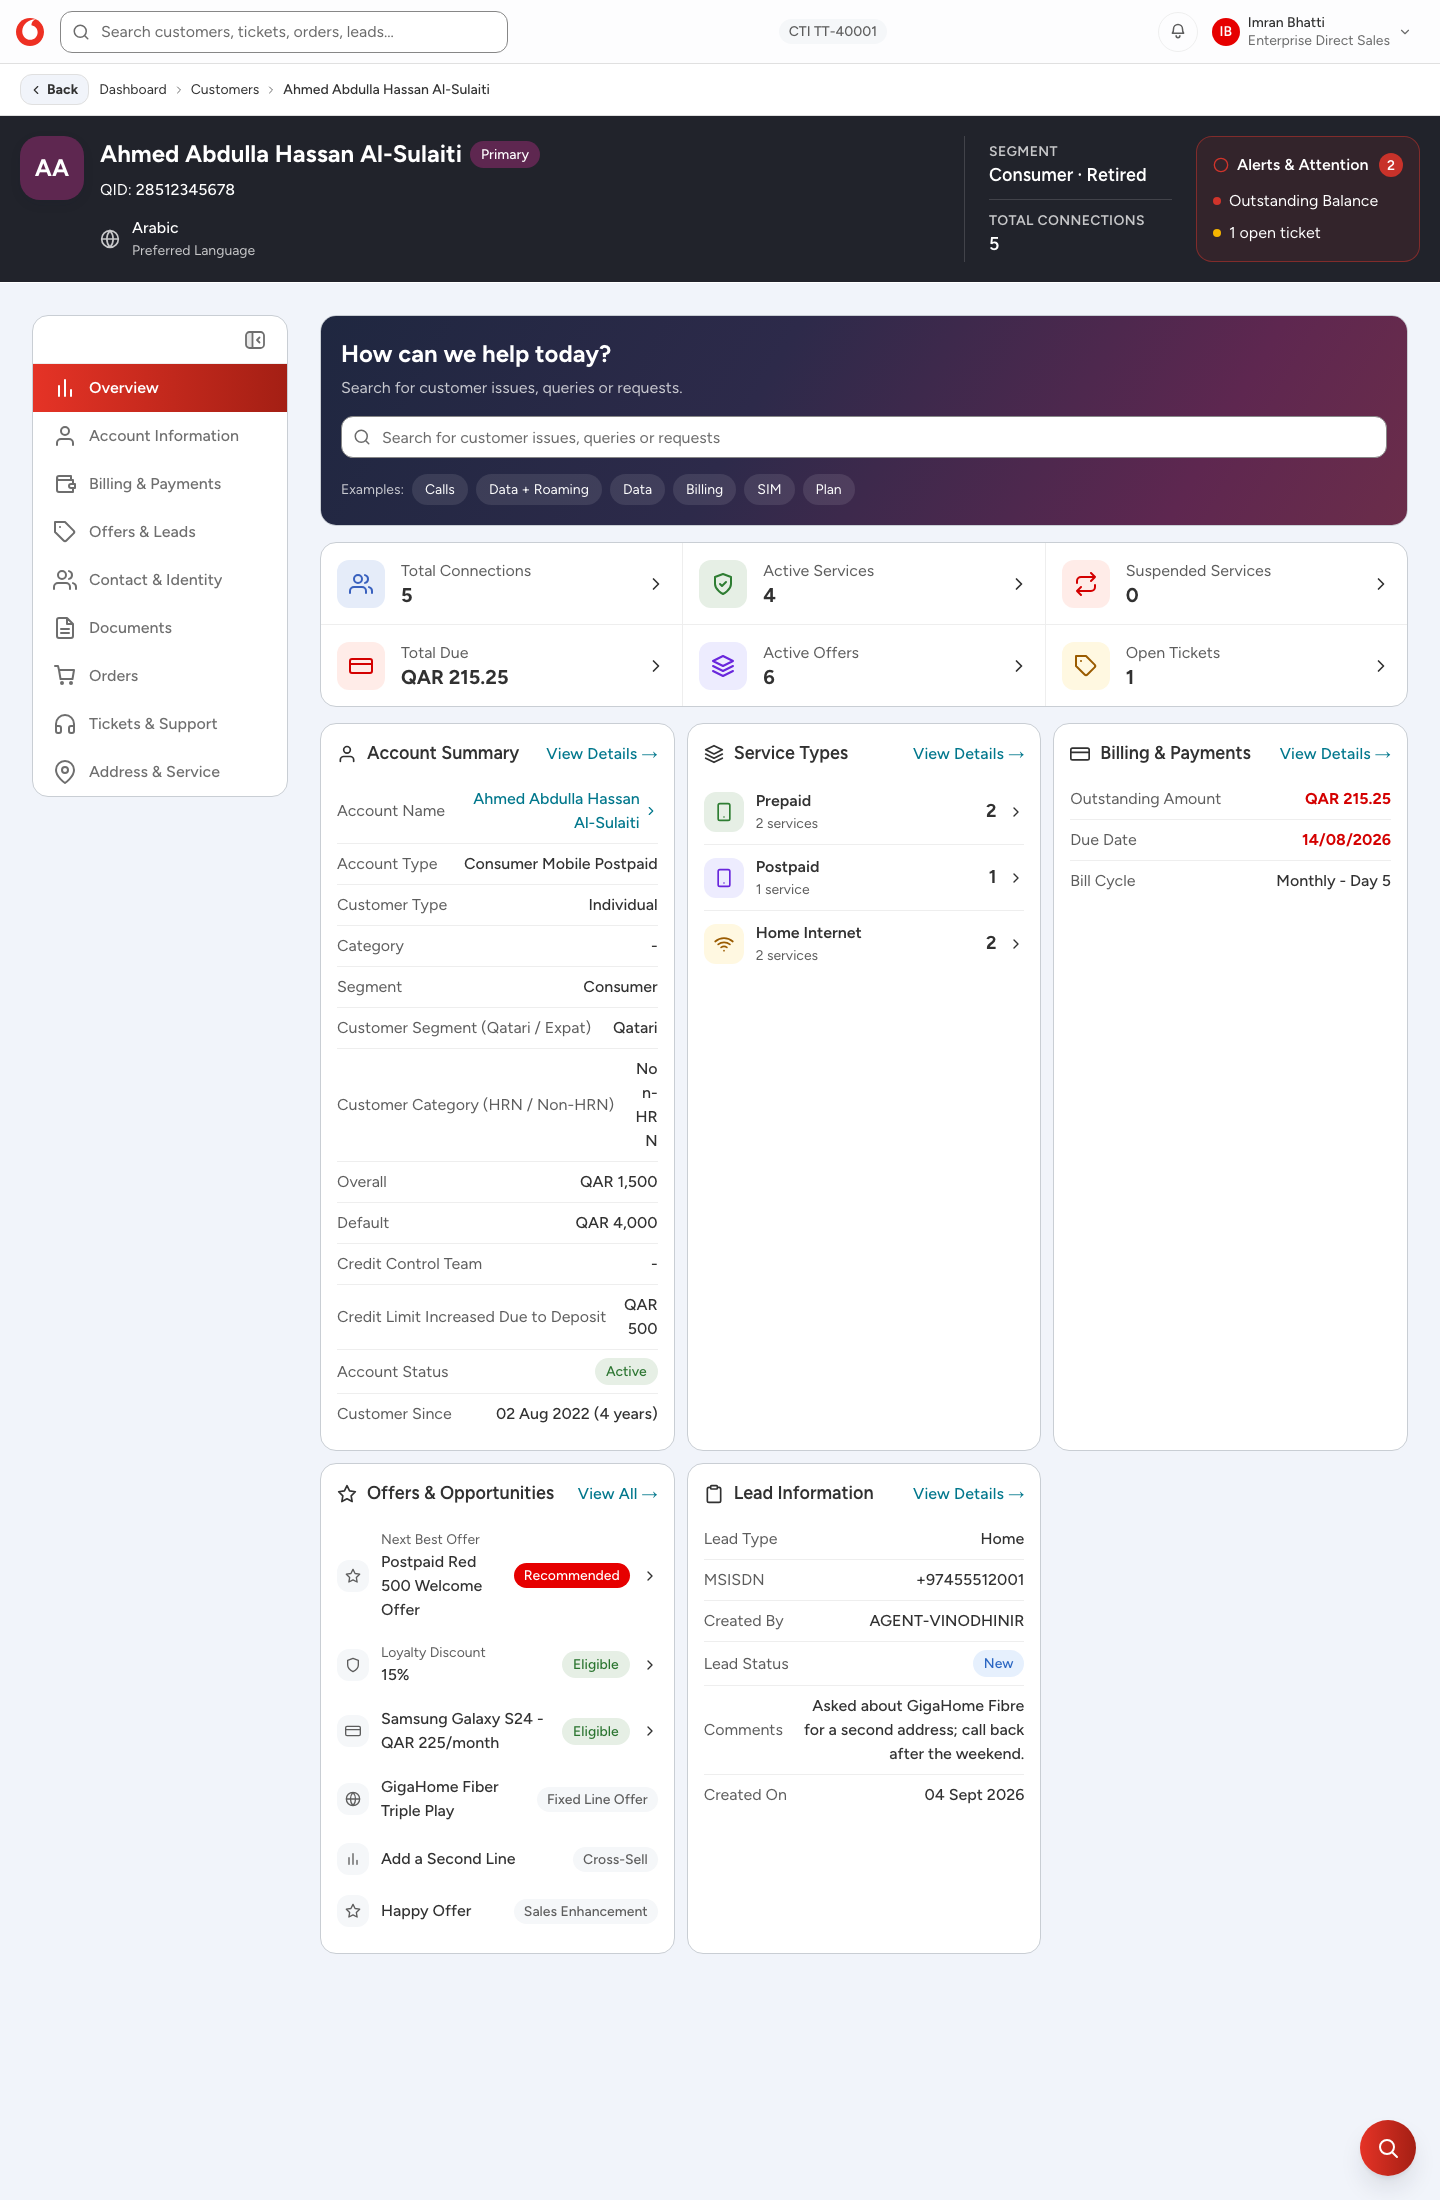 Search customers, tickets, orders, leads...
CTI TT-40001
IB
Imran Bhatti
Enterprise Direct Sales
Back
Dashboard
Customers
Ahmed Abdulla Hassan Al-Sulaiti
AA
Ahmed Abdulla Hassan Al-Sulaiti
Primary
QID: 28512345678
Arabic
Preferred Language
SEGMENT
Consumer · Retired
TOTAL CONNECTIONS
5
Alerts & Attention
2
Outstanding Balance
1 open ticket
Overview
Account Information
Billing & Payments
Offers & Leads
Contact & Identity
Documents
Orders
Tickets & Support
Address & Service
How can we help today?
Search for customer issues, queries or requests.
Search for customer issues, queries or requests
Examples:
Calls
Data + Roaming
Data
Billing
SIM
Plan
Total Connections
5
Active Services
4
Suspended Services
0
Total Due
QAR 215.25
Active Offers
6
Open Tickets
1
Account Summary
View Details →
Account Name
Ahmed Abdulla Hassan
Al-Sulaiti
Account Type
Consumer Mobile Postpaid
Customer Type
Individual
Category
-
Segment
Consumer
Customer Segment (Qatari / Expat)
Qatari
Customer Category (HRN / Non-HRN)
No
n-
HR
N
Overall
QAR 1,500
Default
QAR 4,000
Credit Control Team
-
Credit Limit Increased Due to Deposit
QAR
500
Account Status
Active
Customer Since
02 Aug 2022 (4 years)
Service Types
View Details →
Prepaid
2 services
2
Postpaid
1 service
1
Home Internet
2 services
2
Billing & Payments
View Details →
Outstanding Amount
QAR 215.25
Due Date
14/08/2026
Bill Cycle
Monthly - Day 5
Offers & Opportunities
View All →
Next Best Offer
Postpaid Red
500 Welcome
Offer
Recommended
Loyalty Discount
15%
Eligible
Samsung Galaxy S24 -
QAR 225/month
Eligible
GigaHome Fiber
Triple Play
Fixed Line Offer
Add a Second Line
Cross-Sell
Happy Offer
Sales Enhancement
Lead Information
View Details →
Lead Type
Home
MSISDN
+97455512001
Created By
AGENT-VINODHINIR
Lead Status
New
Comments
Asked about GigaHome Fibre
for a second address; call back
after the weekend.
Created On
04 Sept 2026